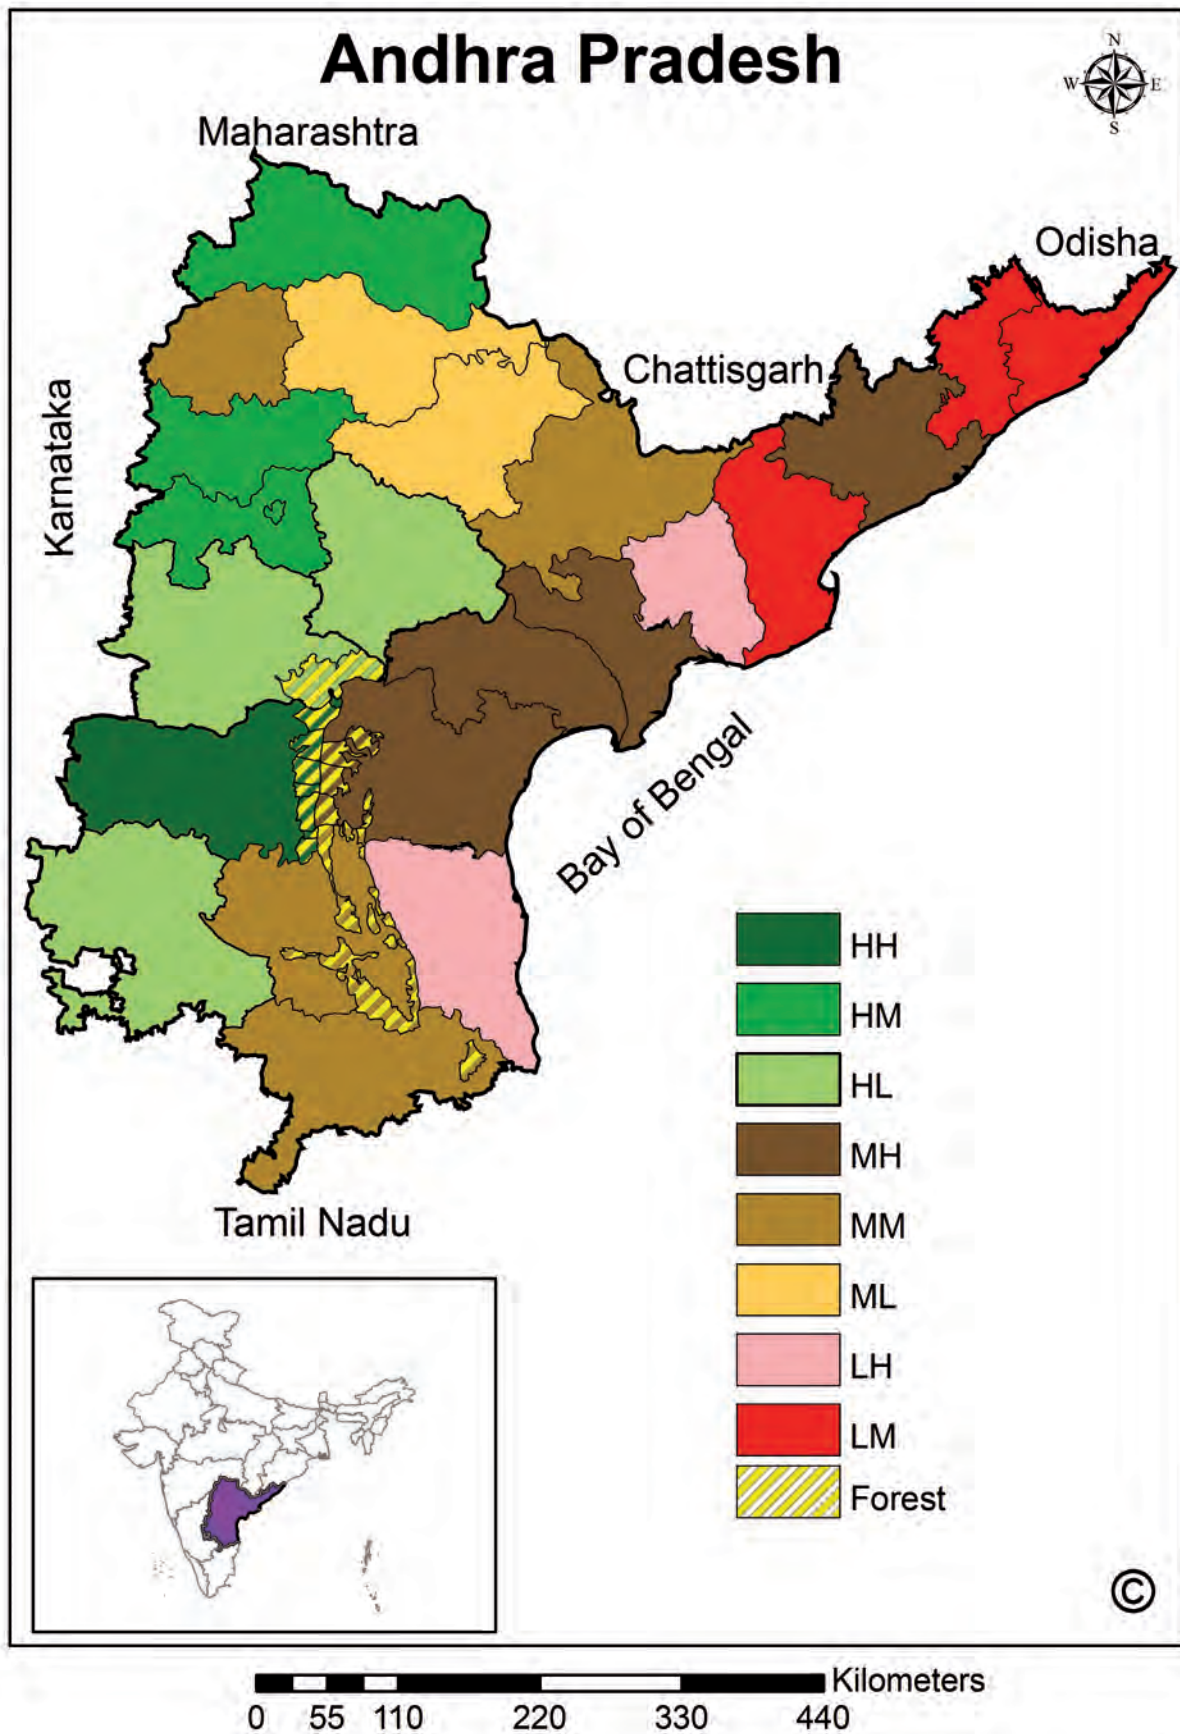 Andhra Pradesh
N
W E
S
Maharashtra
Odisha
Chattisgarh
Karnataka
Bay of Bengal
HH
HM
HL
MH
MM
ML
LH
LM
Forest
Tamil Nadu
©
Kilometers
0 55 110 220 330 440